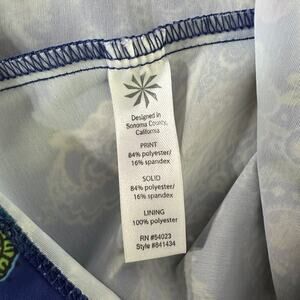 Designed in
Sonoma County,
California
PRINT
84% polyester/
16% spandex
SOLID
84% polyester/
16% spandex
LINING
100% polyester
RN #54023
Style #841434